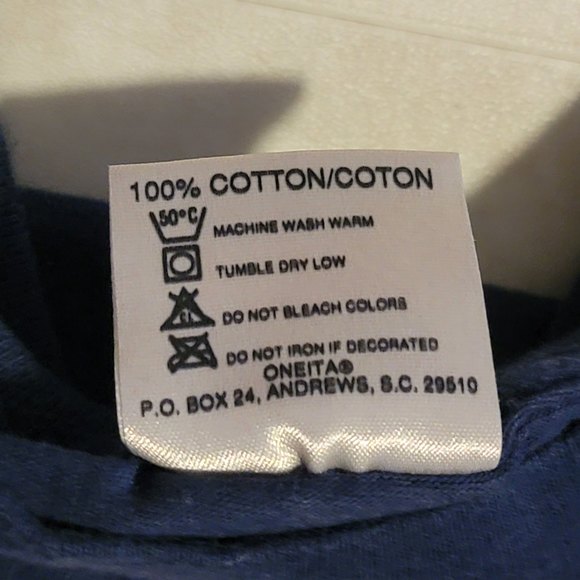 100% COTTON/COTON
50°C MACHINE WASH WARM
TUMBLE DRY LOW
CL DO NOT BLEACH COLORS
DO NOT IRON IF DECORATED
ONEITA®
P.O. BOX 24, ANDREWS, S.C. 29510